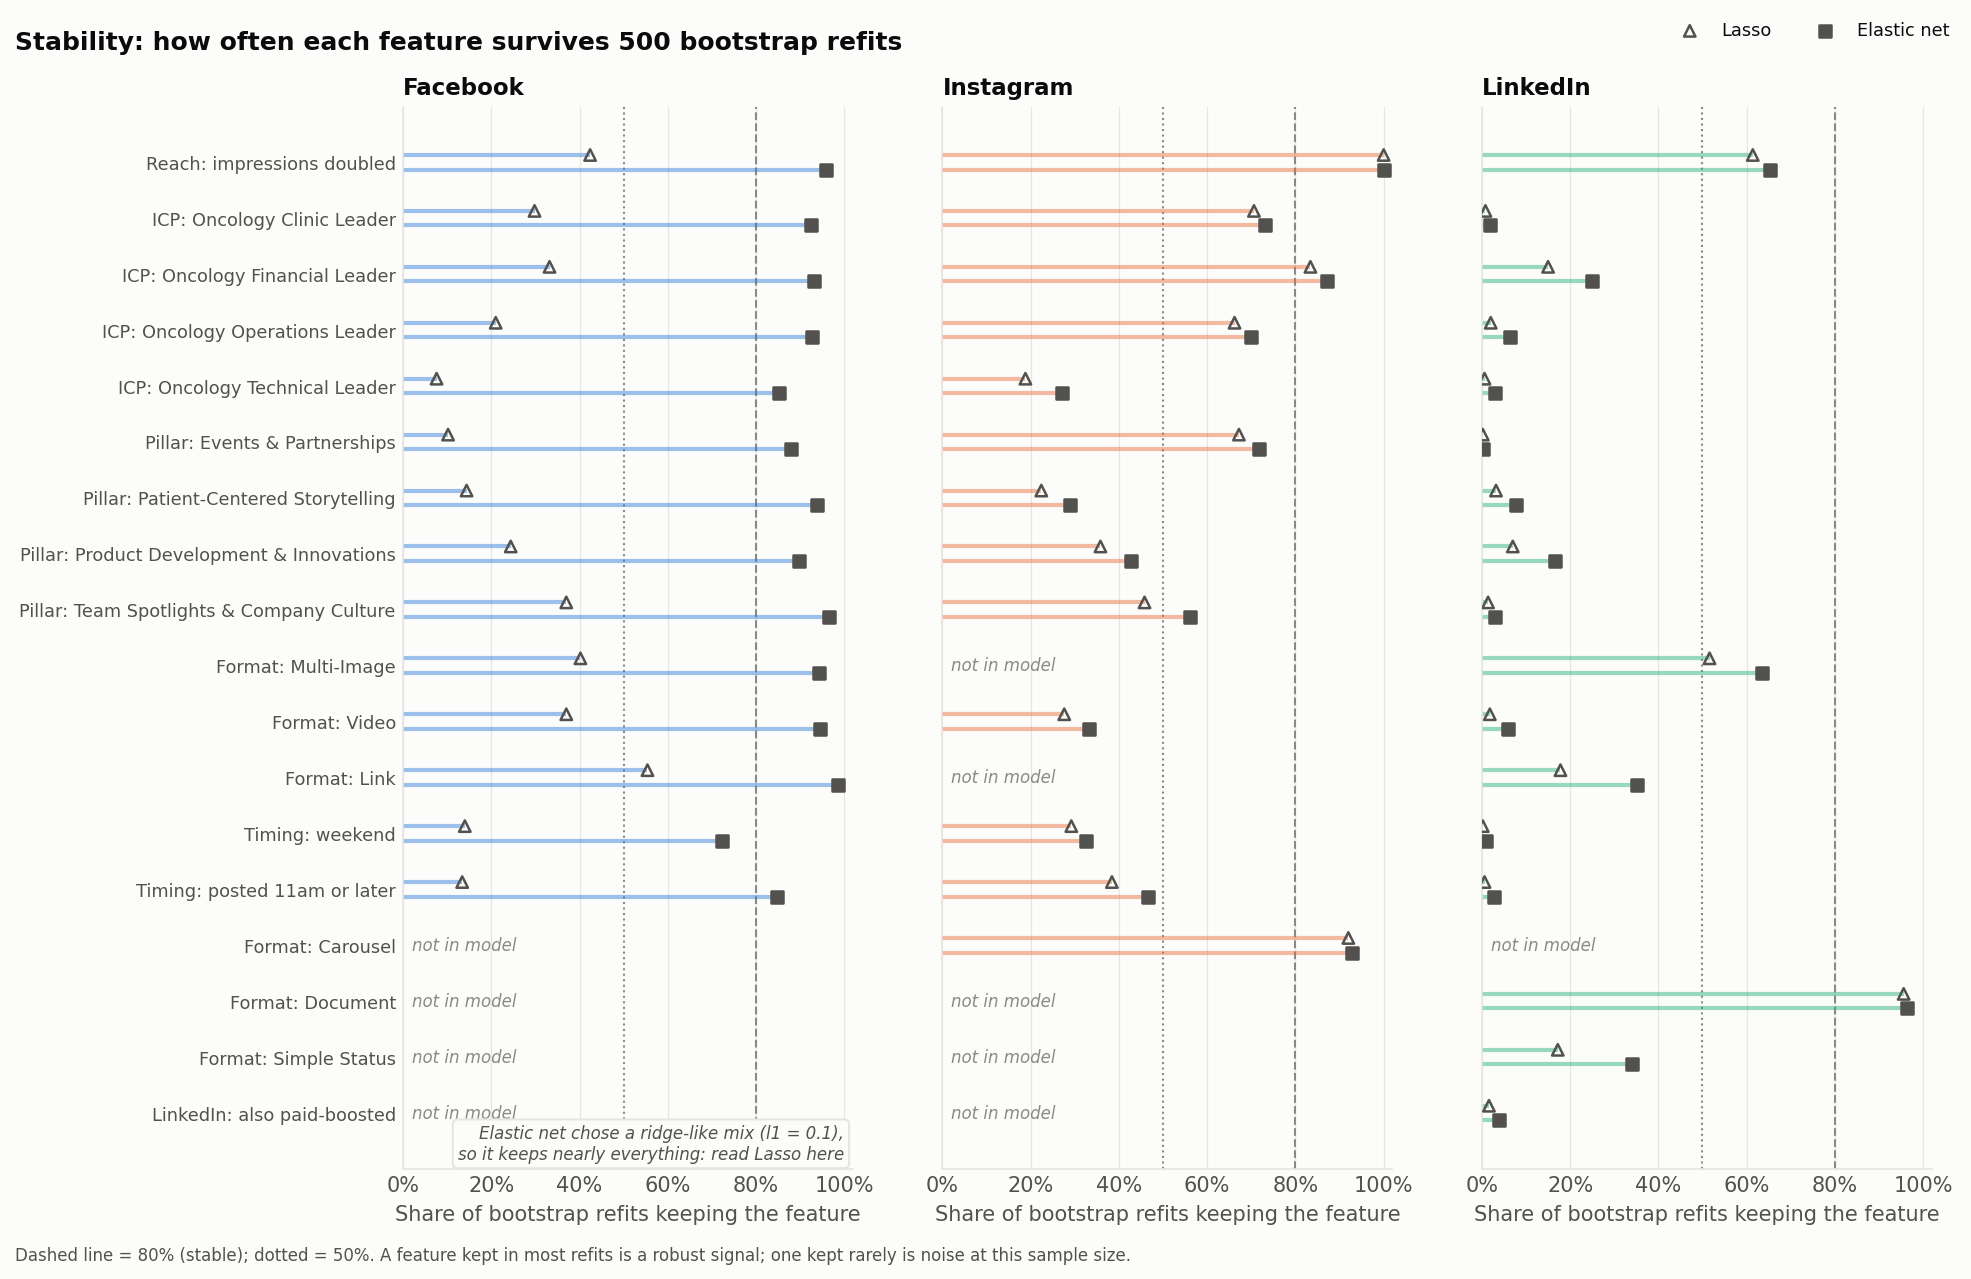 Stability: how often each feature survives 500 bootstrap refits
Lasso
Elastic net
Facebook
Instagram
LinkedIn
Reach: impressions doubled
ICP: Oncology Clinic Leader
ICP: Oncology Financial Leader
ICP: Oncology Operations Leader
ICP: Oncology Technical Leader
Pillar: Events & Partnerships
Pillar: Patient-Centered Storytelling
Pillar: Product Development & Innovations
Pillar: Team Spotlights & Company Culture
Format: Multi-Image
not in model
Format: Video
Format: Link
not in model
Timing: weekend
Timing: posted 11am or later
Format: Carousel
not in model
not in model
Format: Document
not in model
not in model
Format: Simple Status
not in model
not in model
LinkedIn: also paid-boosted
not in model
not in model
Elastic net chose a ridge-like mix (l1 = 0.1),
so it keeps nearly everything: read Lasso here
0% 20% 40% 60% 80% 100%
0% 20% 40% 60% 80% 100%
0% 20% 40% 60% 80% 100%
Share of bootstrap refits keeping the feature
Share of bootstrap refits keeping the feature
Share of bootstrap refits keeping the feature
Dashed line = 80% (stable); dotted = 50%. A feature kept in most refits is a robust signal; one kept rarely is noise at this sample size.